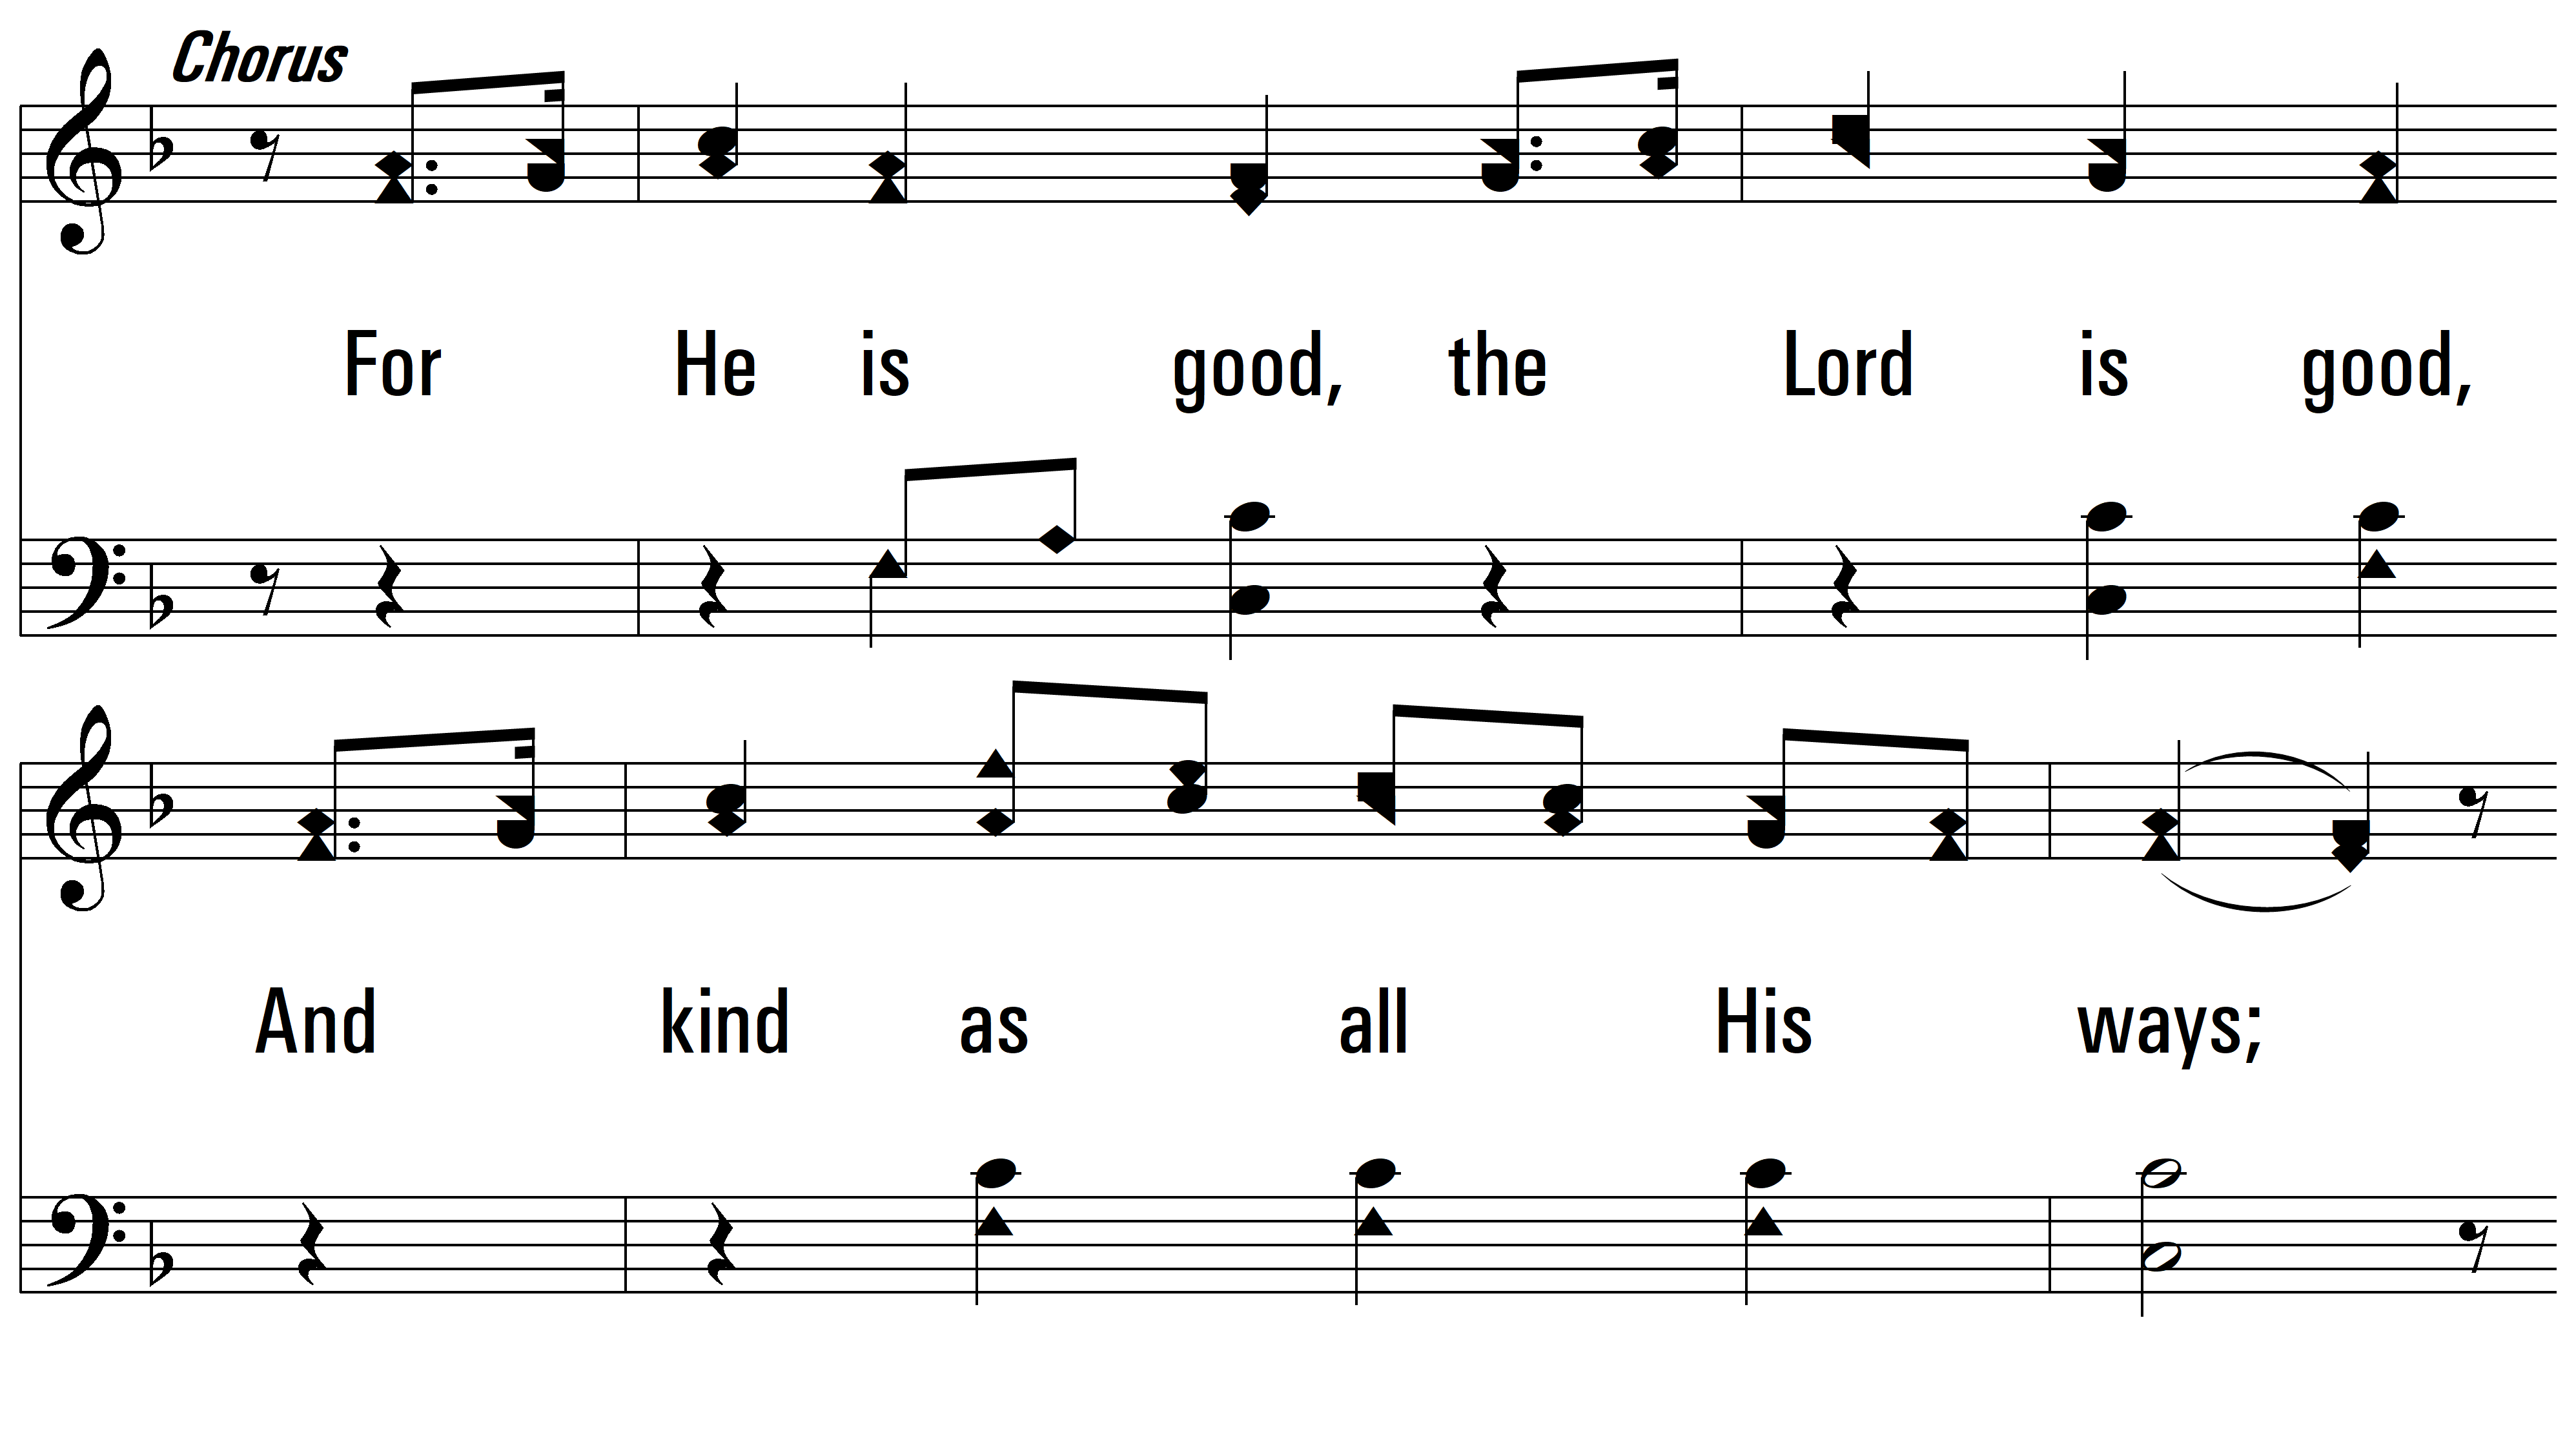 Chorus
For He is good, the Lord is good,
And kind as all His ways;